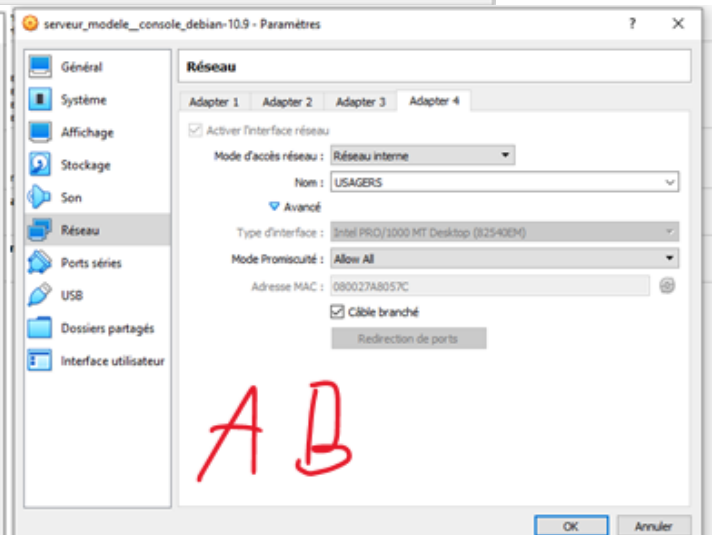 serveur_modele__console_debian-10.9 - Paramètres
?
Général
Système
Affichage
Stockage
Son
Réseau
Ports séries
USB
Dossiers partagés
Interface utilisateur
Réseau
Adapter 1 Adapter 2 Adapter 3 Adapter 4
Activer l'interface réseau
Mode d'accès réseau : Réseau interne
Nom : USAGERS
Avancé
Type d'interface : Intel PRO/1000 MT Desktop (82540EM)
Mode Promiscuité : Allow All
Adresse MAC : 080027A8057C
Câble branché
Redirection de ports
A B
OK Annuler